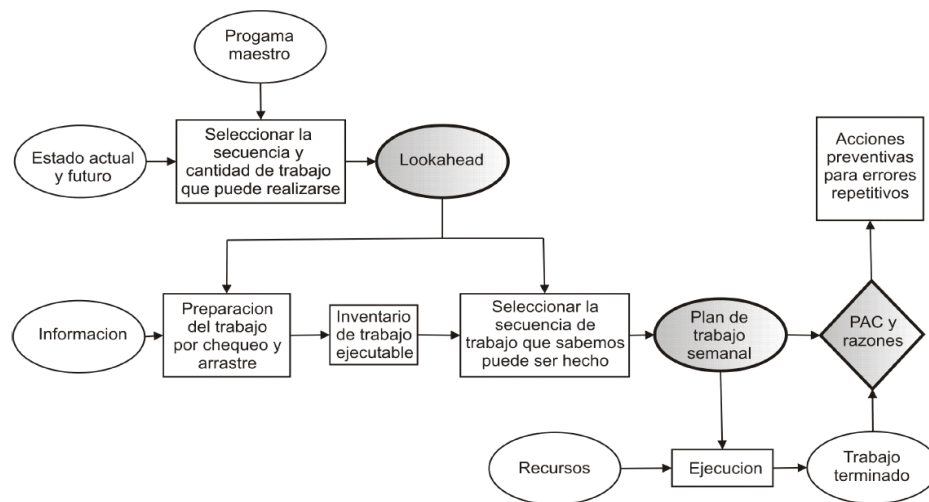 Progama
maestro
Estado actual
y futuro
Seleccionar la
secuencia y
cantidad de trabajo
que puede realizarse
Lookahead
Acciones
preventivas
para errores
repetitivos
Informacion
Preparacion
del trabajo
por chequeo y
arrastre
Inventario
de trabajo
ejecutable
Seleccionar la
secuencia de
trabajo que sabemos
puede ser hecho
Plan de
trabajo
semanal
PAC y
razones
Recursos
Ejecucion
Trabajo
terminado